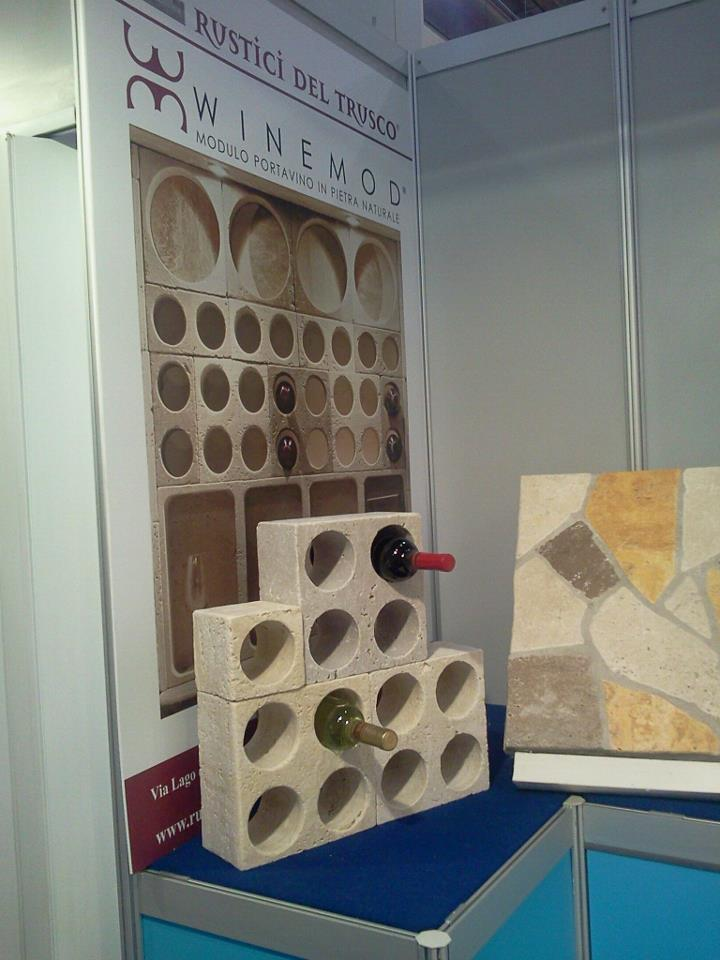 RUSTICI DEL TRUSCO®
WINEMOD®
MODULO PORTAVINO IN PIETRA NATURALE
Via Lago
www.ru